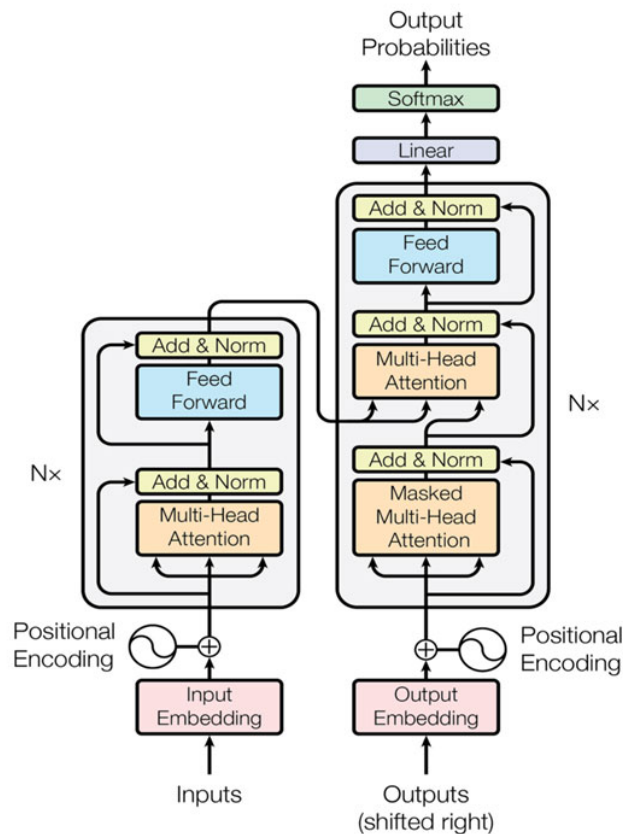 Output
Probabilities
Softmax
Linear
Add & Norm
Feed
Forward
Add & Norm
Multi-Head
Attention
Add & Norm
Masked
Multi-Head
Attention
N×
Add & Norm
Feed
Forward
Add & Norm
Multi-Head
Attention
N×
Positional
Encoding
Positional
Encoding
Input
Embedding
Output
Embedding
Inputs
Outputs
(shifted right)